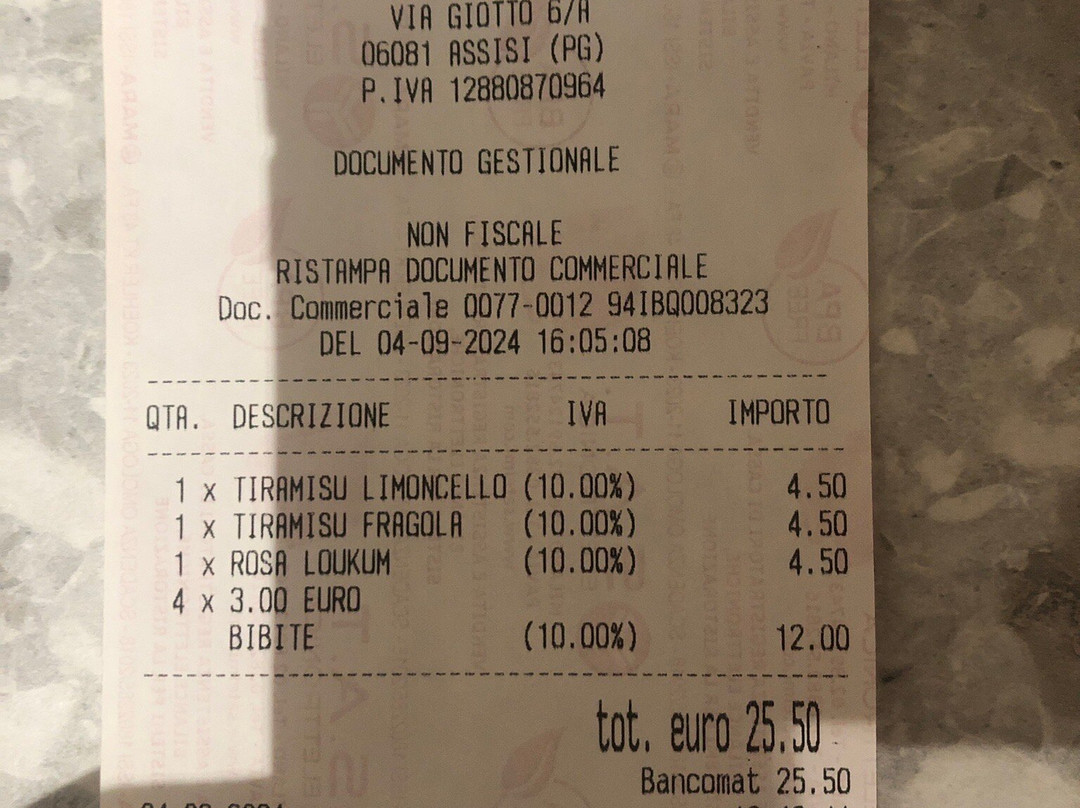 VIA GIOTTO 6/A
06081 ASSISI (PG)
P.IVA 12880870964
DOCUMENTO GESTIONALE
NON FISCALE
RISTAMPA DOCUMENTO COMMERCIALE
Doc. Commerciale 0077-0012 94IBQ008323
DEL 04-09-2024 16:05:08
QTA. DESCRIZIONE IVA IMPORTO
1 x TIRAMISU LIMONCELLO (10.00%) 4.50
1 x TIRAMISU FRAGOLA (10.00%) 4.50
1 x ROSA LOUKUM (10.00%) 4.50
4 x 3.00 EURO
BIBITE (10.00%) 12.00
tot. euro 25.50
Bancomat 25.50